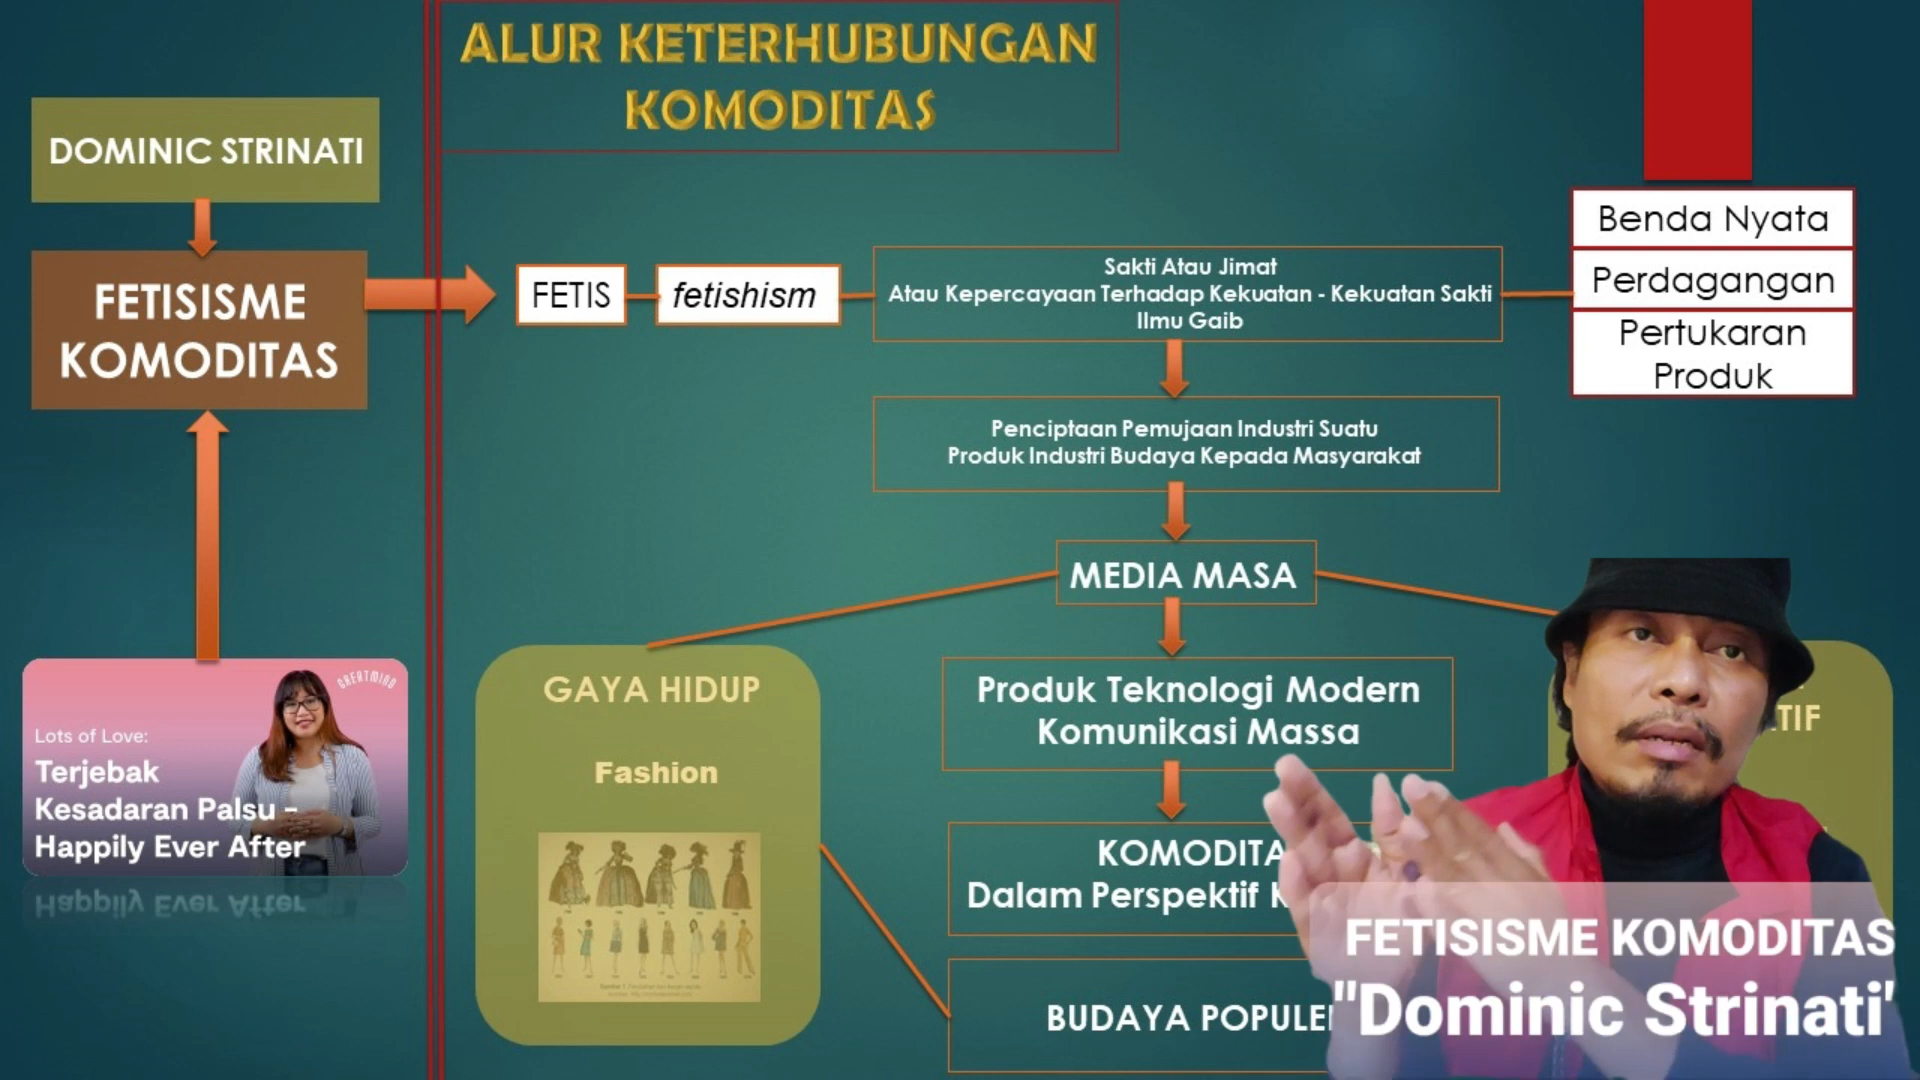 ALUR KETERHUBUNGAN
KOMODITAS
DOMINIC STRINATI
FETISISME
KOMODITAS
FETIS
fetishism
Sakti Atau Jimat
Atau Kepercayaan Terhadap Kekuatan - Kekuatan Sakti
Ilmu Gaib
Benda Nyata
Perdagangan
Pertukaran
Produk
Penciptaan Pemujaan Industri Suatu
Produk Industri Budaya Kepada Masyarakat
MEDIA MASA
GREATMIND
Lots of Love:
Terjebak
Kesadaran Palsu -
Happily Ever After
GAYA HIDUP
Fashion
Produk Teknologi Modern
Komunikasi Massa
TIF
KOMODITA
Dalam Perspektif K
BUDAYA POPULE
FETISISME KOMODITAS
"Dominic Strinati'